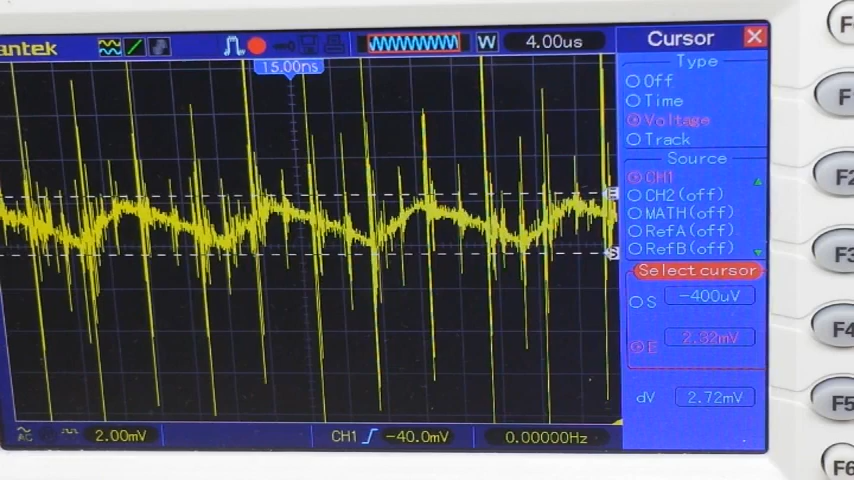 antek
W
4.00us
Cursor
15.00ns
Type
Off
Time
Voltage
Track
Source
CH1
CH2(off)
MATH(off)
RefA(off)
RefB(off)
Select cursor
S
-400uV
E
2.32mV
dV
2.72mV
AC
2.00mV
CH1
-40.0mV
0.00000Hz
F
F1
F2
F3
F4
F5
F6